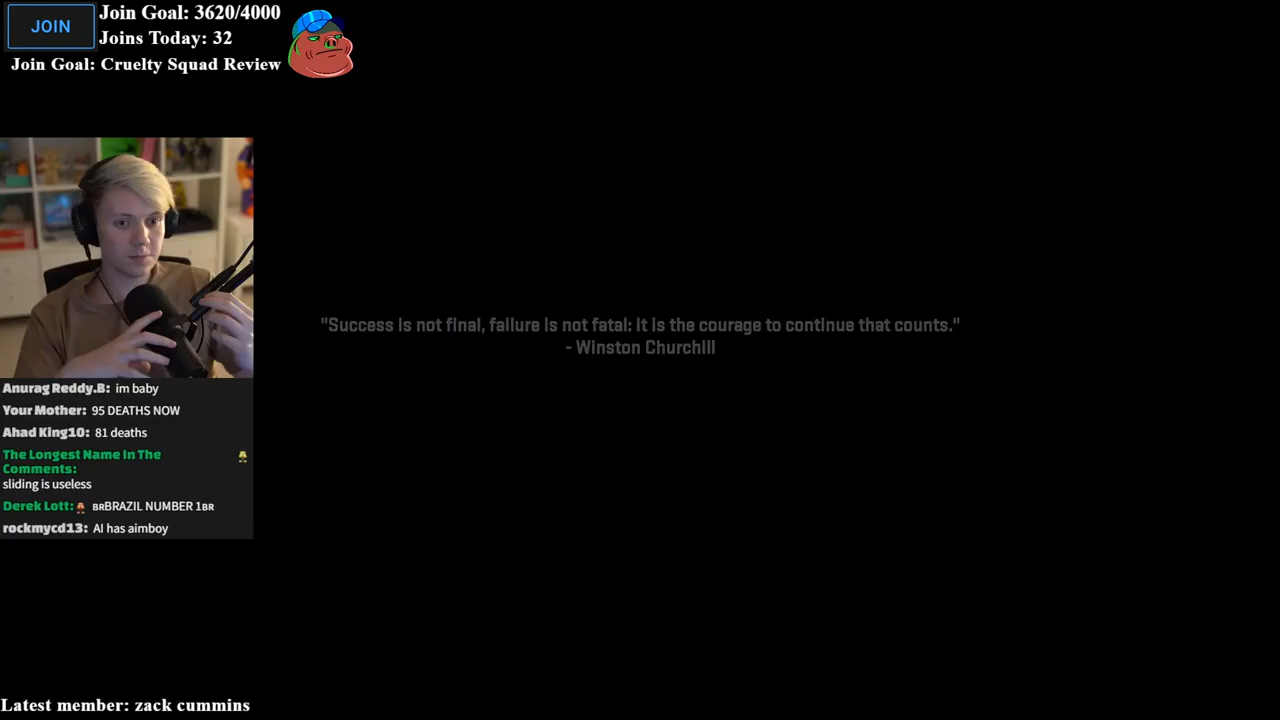 JOIN
Join Goal: 3620/4000
Joins Today: 32
Join Goal: Cruelty Squad Review
"Success is not final, failure is not fatal: it is the courage to continue that counts."
- Winston Churchill
Anurag Reddy.B: im baby
Your Mother: 95 DEATHS NOW
Ahad King10: 81 deaths
The Longest Name In The
Comments:
sliding is useless
Derek Lott: BRBRAZIL NUMBER 1BR
rockmycd13: AI has aimboy
Latest member: zack cummins